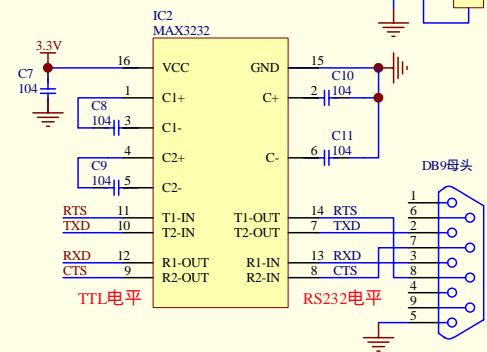 IC2
MAX3232
3.3V
C7
104
16 VCC GND 15
C10
104
1 C1+ C+ 2
C8
104
3 C1-
4 C2+ C- 6
C11
104
C9
104
5 C2-
DB9母头
RTS 11 T1-IN T1-OUT 14 RTS
TXD 10 T2-IN T2-OUT 7 TXD
RXD 12 R1-OUT R1-IN 13 RXD
CTS 9 R2-OUT R2-IN 8 CTS
TTL电平
RS232电平
1
6
2
7
3
8
4
9
5